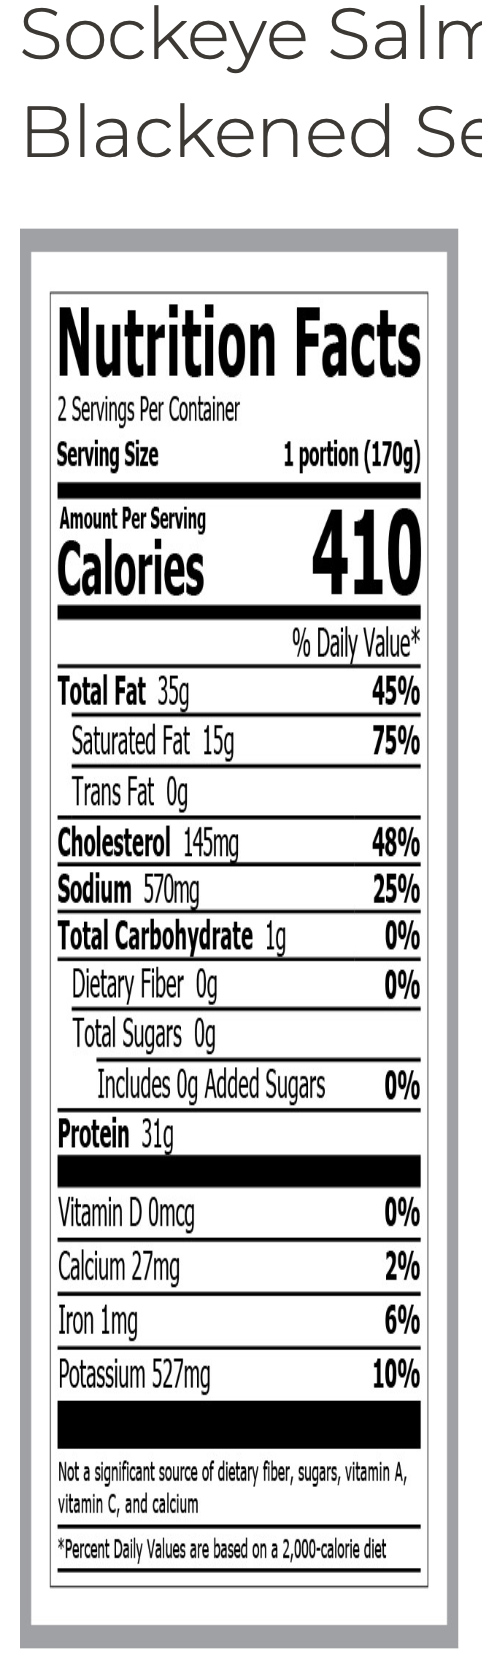 Sockeye Salm
Blackened Se
Nutrition Facts
2 Servings Per Container
Serving Size 1 portion (170g)
Amount Per Serving
Calories 410
% Daily Value*
Total Fat 35g 45%
Saturated Fat 15g 75%
Trans Fat 0g
Cholesterol 145mg 48%
Sodium 570mg 25%
Total Carbohydrate 1g 0%
Dietary Fiber 0g 0%
Total Sugars 0g
Includes 0g Added Sugars 0%
Protein 31g
Vitamin D 0mcg 0%
Calcium 27mg 2%
Iron 1mg 6%
Potassium 527mg 10%
Not a significant source of dietary fiber, sugars, vitamin A,
vitamin C, and calcium
*Percent Daily Values are based on a 2,000-calorie diet